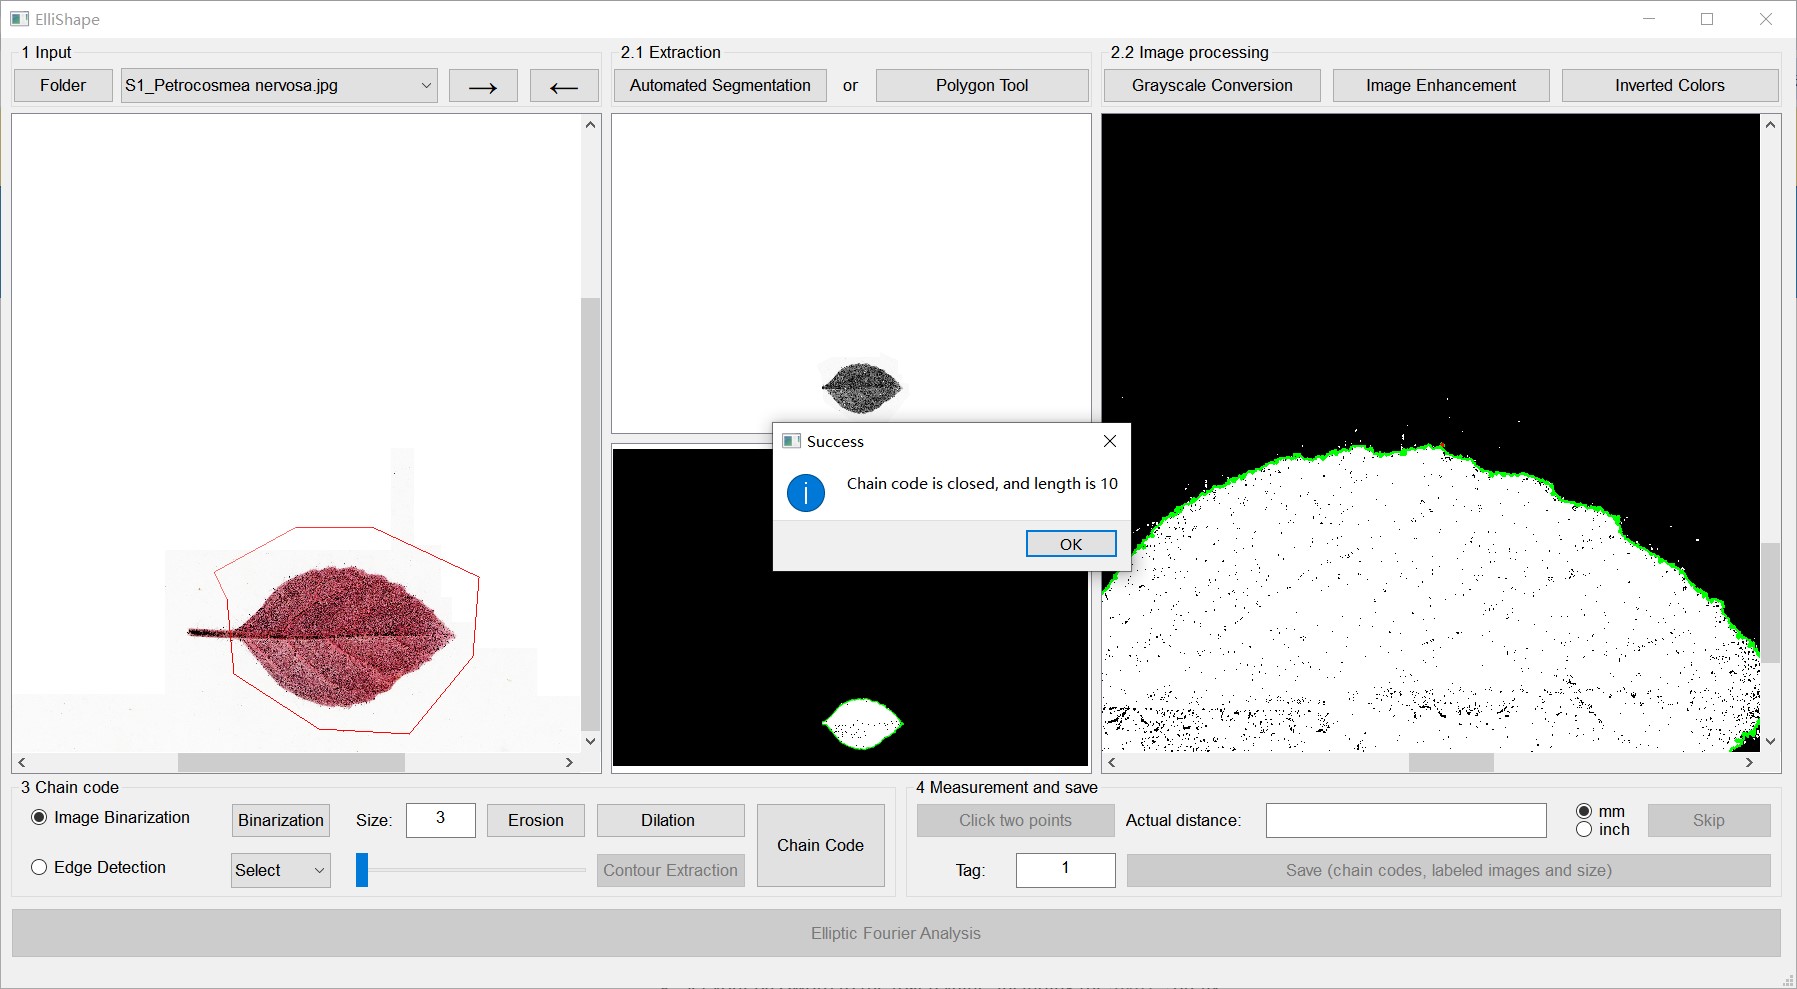 ElliShape
1 Input
2.1 Extraction
2.2 Image processing
Folder
S1_Petrocosmea nervosa.jpg
→
←
Automated Segmentation
or
Polygon Tool
Grayscale Conversion
Image Enhancement
Inverted Colors
Success
Chain code is closed, and length is 10
OK
3 Chain code
Image Binarization
Binarization
Size:
3
Erosion
Dilation
Chain Code
Edge Detection
Select
Contour Extraction
4 Measurement and save
Click two points
Actual distance:
mm
inch
Skip
Tag:
1
Save (chain codes, labeled images and size)
Elliptic Fourier Analysis